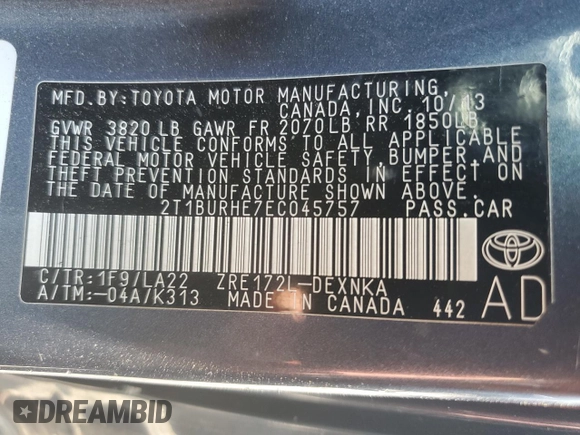 MFD.BY:TOYOTA MOTOR MANUFACTURING,
CANADA,INC. 10/13
GVWR 3820 LB GAWR FR 2070LB RR 1850LB
THIS VEHICLE CONFORMS TO ALL APPLICABLE
FEDERAL MOTOR VEHICLE SAFETY, BUMPER, AND
THEFT PREVENTION STANDARDS IN EFFECT ON
THE DATE OF MANUFACTURE SHOWN ABOVE.
2T1BURHE7EC045757 PASS.CAR
C/TR:1F9/LA22 ZRE172L-DEXNKA
A/TM:-04A/K313 MADE IN CANADA 442 AD
DREAMBID